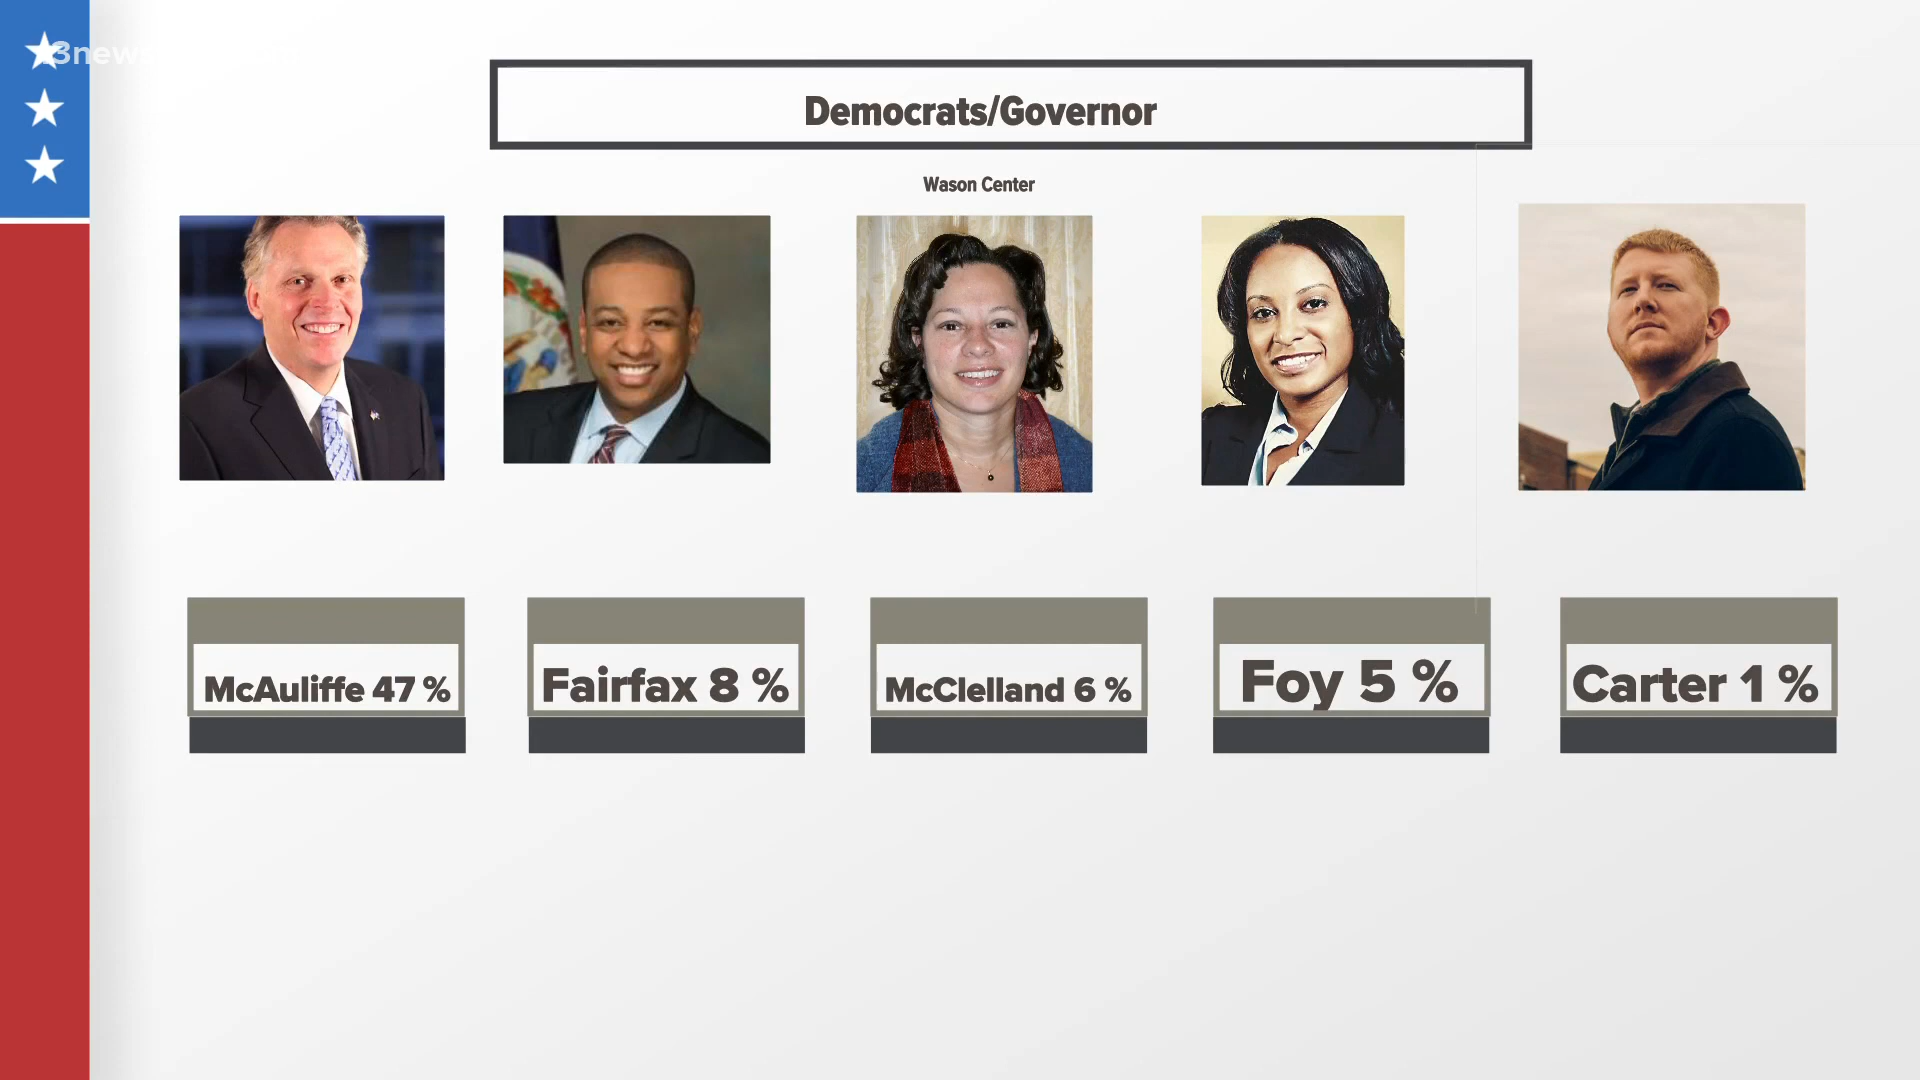 Democrats/Governor
Wason Center
McAuliffe 47 %
Fairfax 8 %
McClelland 6 %
Foy 5 %
Carter 1 %